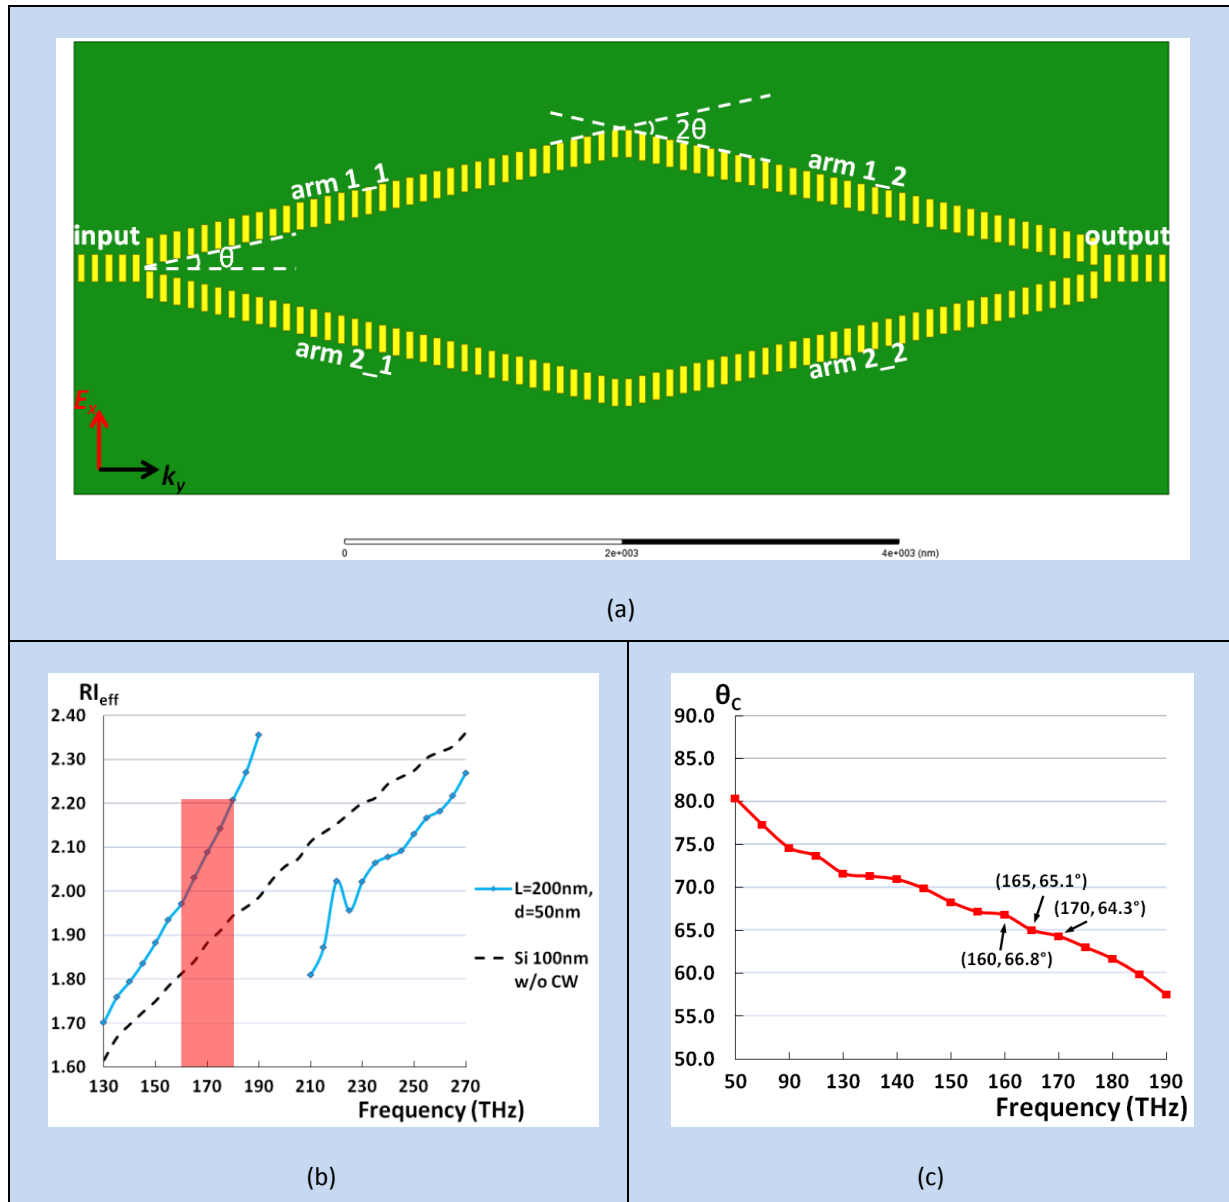 2θ
arm 1_1
arm 1_2
input
output
θ
arm 2_1
arm 2_2
Eₓ
k_y
0
2e+003
4e+003 (nm)
(a)
RI_eff
2.40
2.30
2.20
2.10
2.00
1.90
1.80
1.70
1.60
130 150 170 190 210 230 250 270
Frequency (THz)
L=200nm,
d=50nm
Si 100nm
w/o CW
(b)
θ_C
90.0
85.0
80.0
75.0
70.0
65.0
60.0
55.0
50.0
(165, 65.1°)
(170, 64.3°)
(160, 66.8°)
50 90 130 140 150 160 170 180 190
Frequency (THz)
(c)